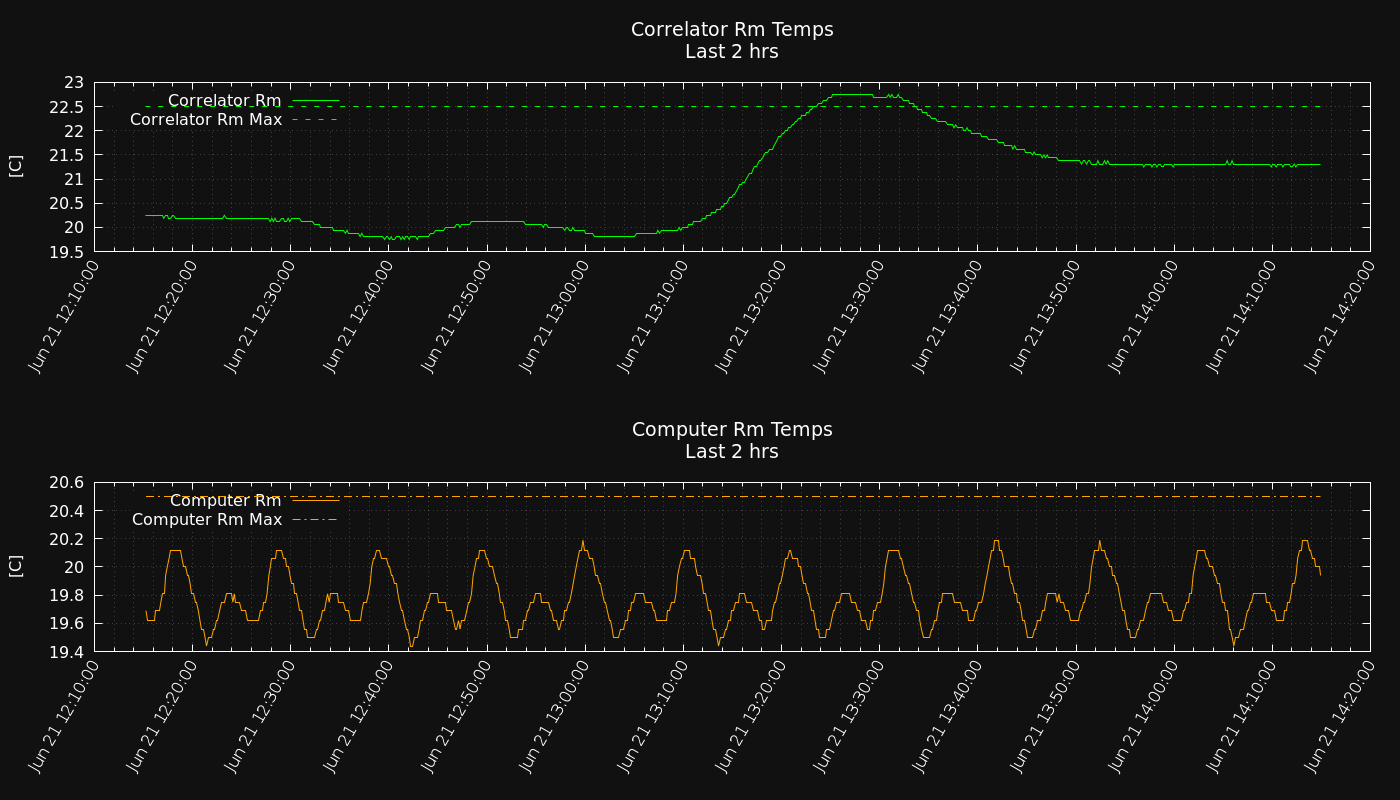 Correlator Rm Temps
Last 2 hrs
23
22.5
22
21.5
21
20.5
20
19.5
[C]
Correlator Rm
Correlator Rm Max
Jun 21 12:10:00
Jun 21 12:20:00
Jun 21 12:30:00
Jun 21 12:40:00
Jun 21 12:50:00
Jun 21 13:00:00
Jun 21 13:10:00
Jun 21 13:20:00
Jun 21 13:30:00
Jun 21 13:40:00
Jun 21 13:50:00
Jun 21 14:00:00
Jun 21 14:10:00
Jun 21 14:20:00
Computer Rm Temps
Last 2 hrs
20.6
20.4
20.2
20
19.8
19.6
19.4
[C]
Computer Rm
Computer Rm Max
Jun 21 12:10:00
Jun 21 12:20:00
Jun 21 12:30:00
Jun 21 12:40:00
Jun 21 12:50:00
Jun 21 13:00:00
Jun 21 13:10:00
Jun 21 13:20:00
Jun 21 13:30:00
Jun 21 13:40:00
Jun 21 13:50:00
Jun 21 14:00:00
Jun 21 14:10:00
Jun 21 14:20:00